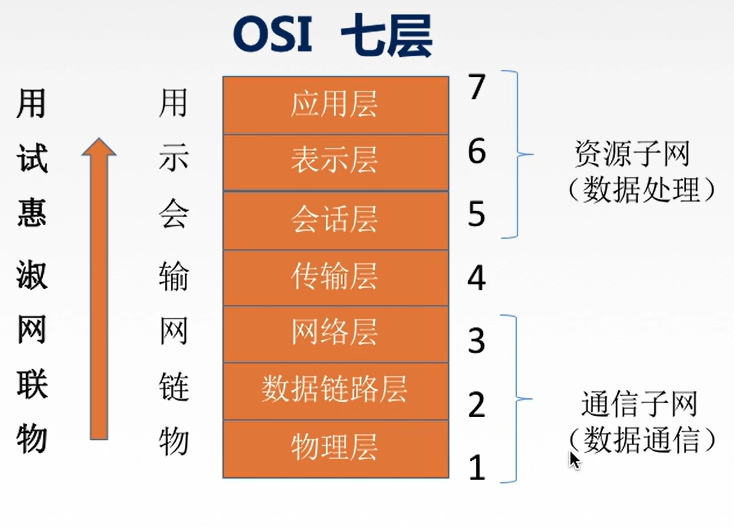 OSI 七层
用 用 应用层 7
试 示 表示层 6
惠 会 会话层 5
淑 输 传输层 4
网 网 网络层 3
联 链 数据链路层 2
物 物 物理层 1
资源子网
（数据处理）
通信子网
（数据通信）